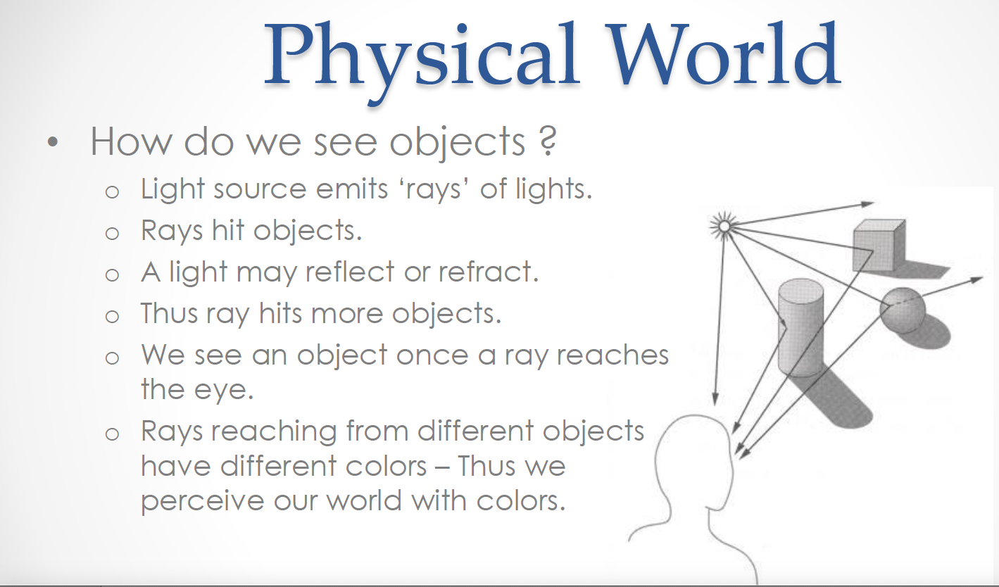 Physical World
• How do we see objects ?
o Light source emits ‘rays’ of lights.
o Rays hit objects.
o A light may reflect or refract.
o Thus ray hits more objects.
o We see an object once a ray reaches
the eye.
o Rays reaching from different objects
have different colors – Thus we
perceive our world with colors.